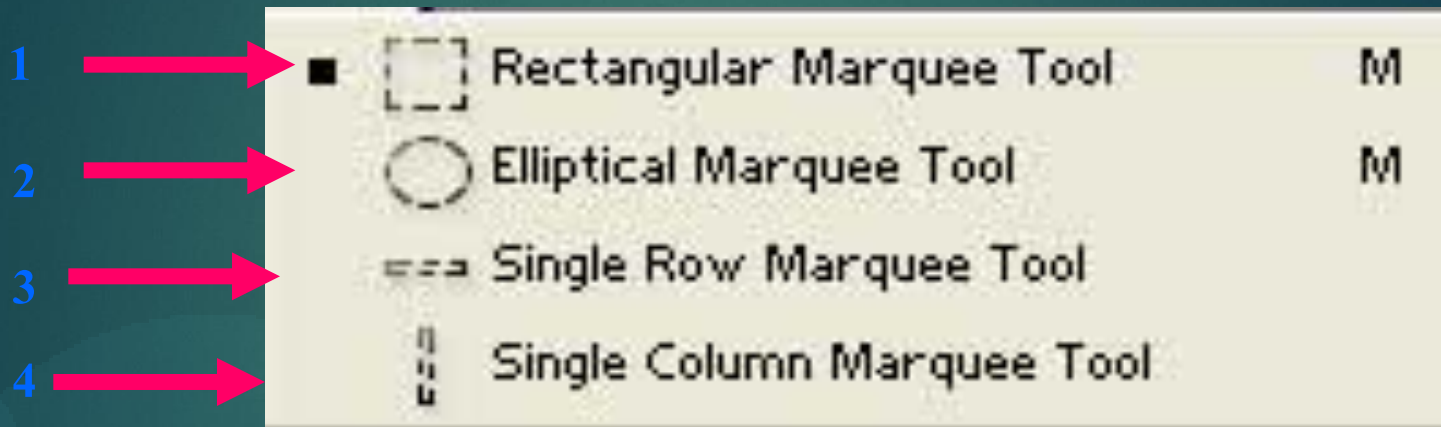 1 Rectangular Marquee Tool M
2 Elliptical Marquee Tool M
3 Single Row Marquee Tool
4 Single Column Marquee Tool